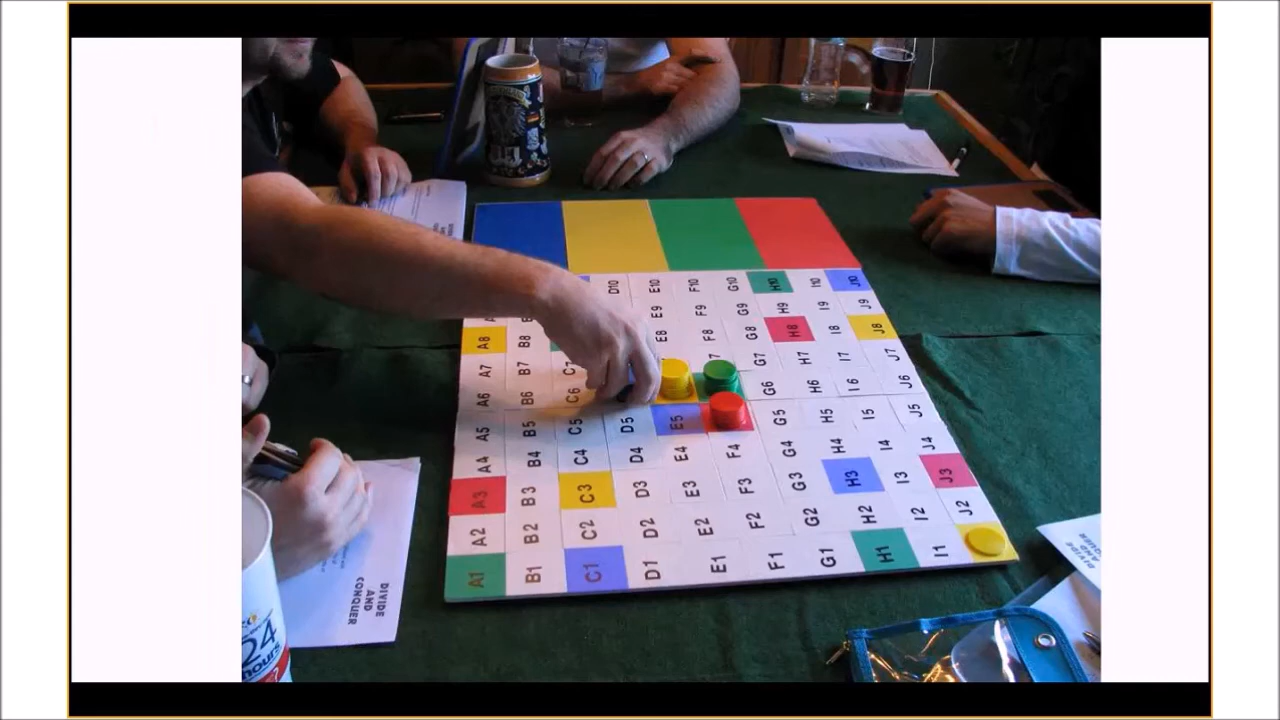 D10 E10 F10 G10 H10 I10 J10
E9 F9 G9 H9 I9 J9
A8 B8 E8 F8 G8 H8 I8 J8
A7 B7 G7 H7 I7 J7
A6 B6 C6 G6 H6 I6 J6
A5 B5 C5 D5 E5 G5 H5 I5 J5
A4 B4 C4 D4 E4 F4 G4 H4 I4 J4
A3 B3 C3 D3 E3 F3 G3 H3 I3 J3
A2 B2 C2 D2 E2 F2 G2 H2 I2 J2
A1 B1 C1 D1 E1 F1 G1 H1 I1
DIVIDE
AND
CONQUER
DIVIDE
AND
CONQUER
24
hours